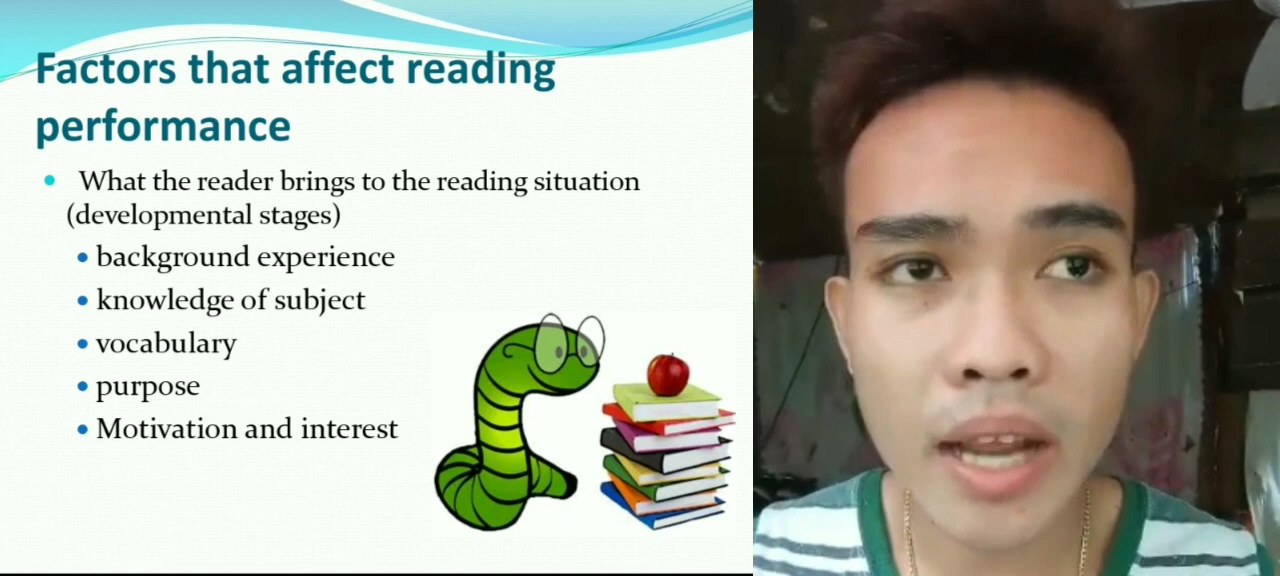 Factors that affect reading
performance
• What the reader brings to the reading situation
(developmental stages)
• background experience
• knowledge of subject
• vocabulary
• purpose
• Motivation and interest